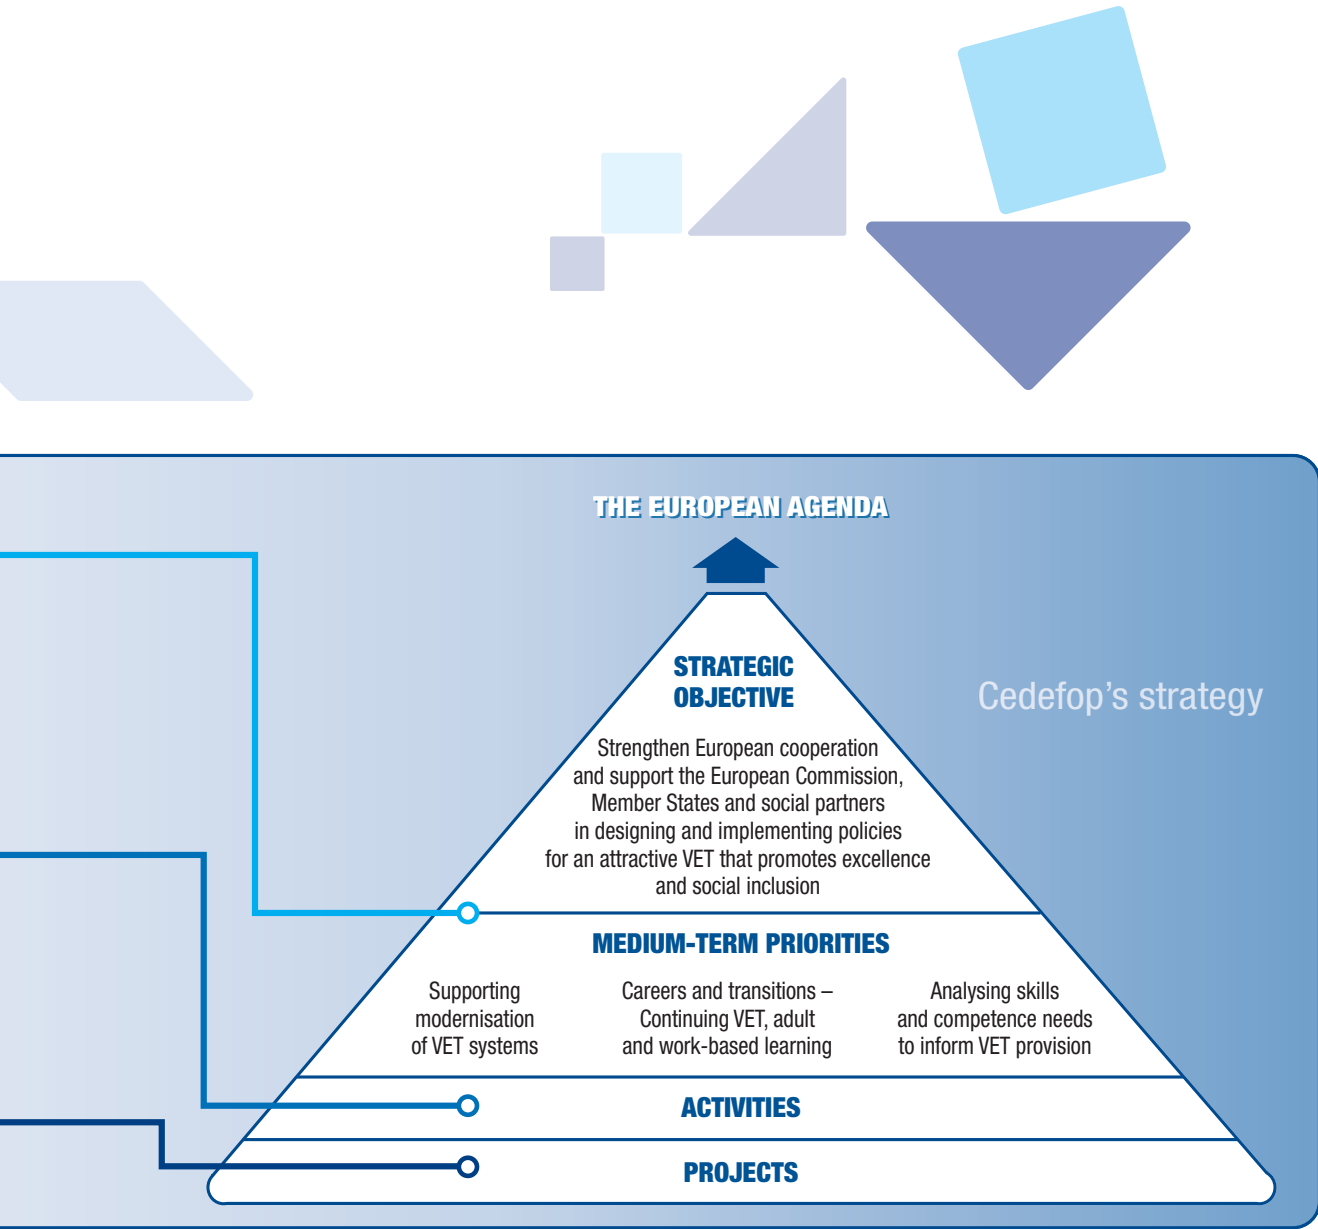 THE EUROPEAN AGENDA
STRATEGIC
OBJECTIVE
Cedefop's strategy
Strengthen European cooperation
and support the European Commission,
Member States and social partners
in designing and implementing policies
for an attractive VET that promotes excellence
and social inclusion
MEDIUM-TERM PRIORITIES
Supporting
modernisation
of VET systems
Careers and transitions –
Continuing VET, adult
and work-based learning
Analysing skills
and competence needs
to inform VET provision
ACTIVITIES
PROJECTS